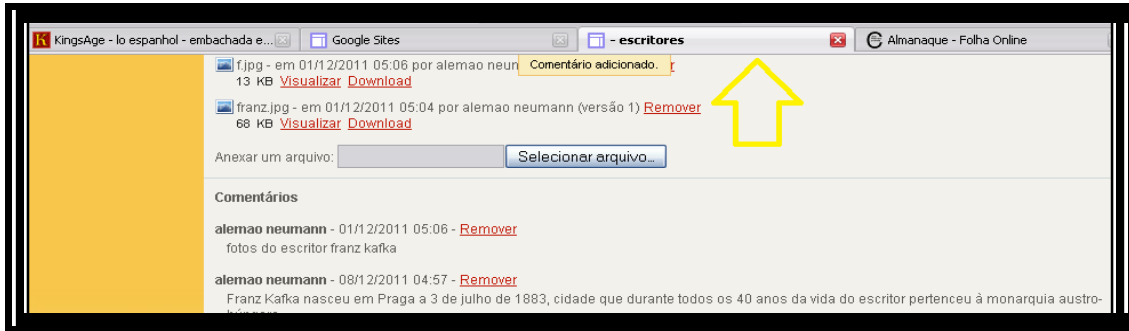 KingsAge - lo espanhol - embachada e...
Google Sites
- escritores
Almanaque - Folha Online
f.jpg - em 01/12/2011 05:06 por alemao neum
Comentário adicionado.
13 KB Visualizar Download
franz.jpg - em 01/12/2011 05:04 por alemao neumann (versão 1) Remover
68 KB Visualizar Download
Anexar um arquivo:
Selecionar arquivo...
Comentários
alemao neumann - 01/12/2011 05:06 - Remover
fotos do escritor franz kafka
alemao neumann - 08/12/2011 04:57 - Remover
Franz Kafka nasceu em Praga a 3 de julho de 1883, cidade que durante todos os 40 anos da vida do escritor pertenceu à monarquia austro-